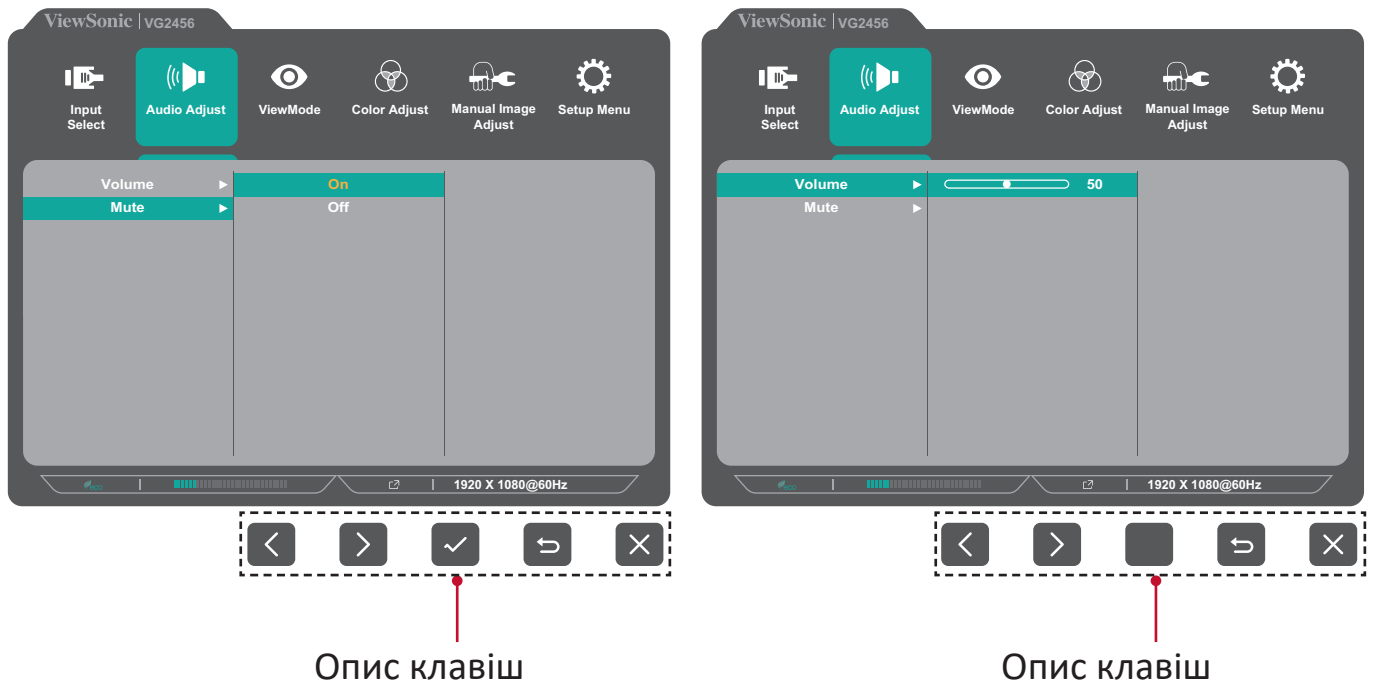 ViewSonic VG2456
Input
Select
Audio Adjust
ViewMode
Color Adjust
Manual Image
Adjust
Setup Menu
Volume
On
Mute
Off
eco
1920 X 1080@60Hz
Опис клавіш
ViewSonic VG2456
Input
Select
Audio Adjust
ViewMode
Color Adjust
Manual Image
Adjust
Setup Menu
Volume
50
Mute
eco
1920 X 1080@60Hz
Опис клавіш